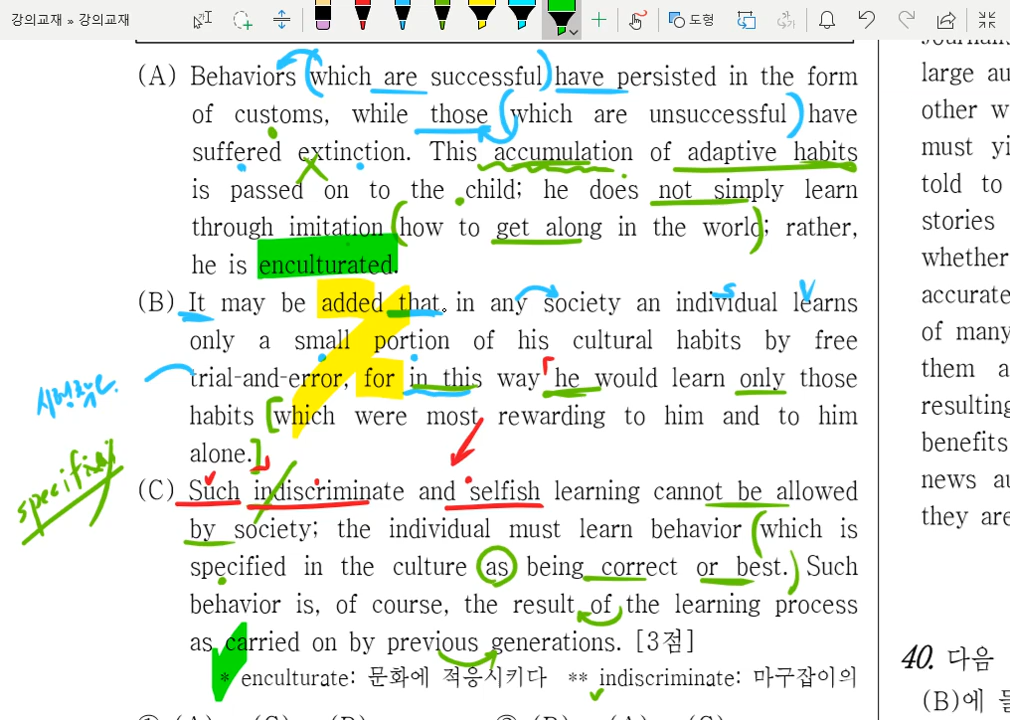 강의교재 » 강의교재
도형
(A) Behaviors which are successful have persisted in the form
of customs, while those which are unsuccessful have
suffered extinction. This accumulation of adaptive habits
is passed on to the child; he does not simply learn
through imitation how to get along in the world; rather,
he is enculturated.
(B) It may be added that in any society an individual learns
only a small portion of his cultural habits by free
trial-and-error, for in this way he would learn only those
habits which were most rewarding to him and to him
alone.
(C) Such indiscriminate and selfish learning cannot be allowed
by society; the individual must learn behavior which is
specified in the culture as being correct or best. Such
behavior is, of course, the result of the learning process
as carried on by previous generations. [3점]
* enculturate: 문화에 적응시키다 ** indiscriminate: 마구잡이의
S V
시행착오
specified
large au
other w
must yi
told to
stories
whether
accurate
of many
them a
resulting
benefits
news au
they are
40. 다음
(B)에 들